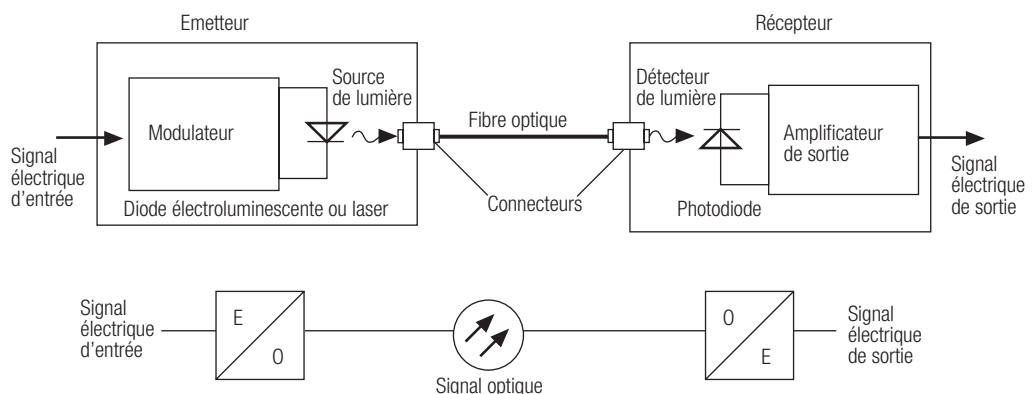 Emetteur
Récepteur
Source
de lumière
Modulateur
Signal
électrique
d'entrée
Diode électroluminescente ou laser
Fibre optique
Connecteurs
Détecteur
de lumière
Amplificateur
de sortie
Photodiode
Signal
électrique
de sortie
Signal
électrique
d'entrée
E
O
Signal optique
O
E
Signal
électrique
de sortie